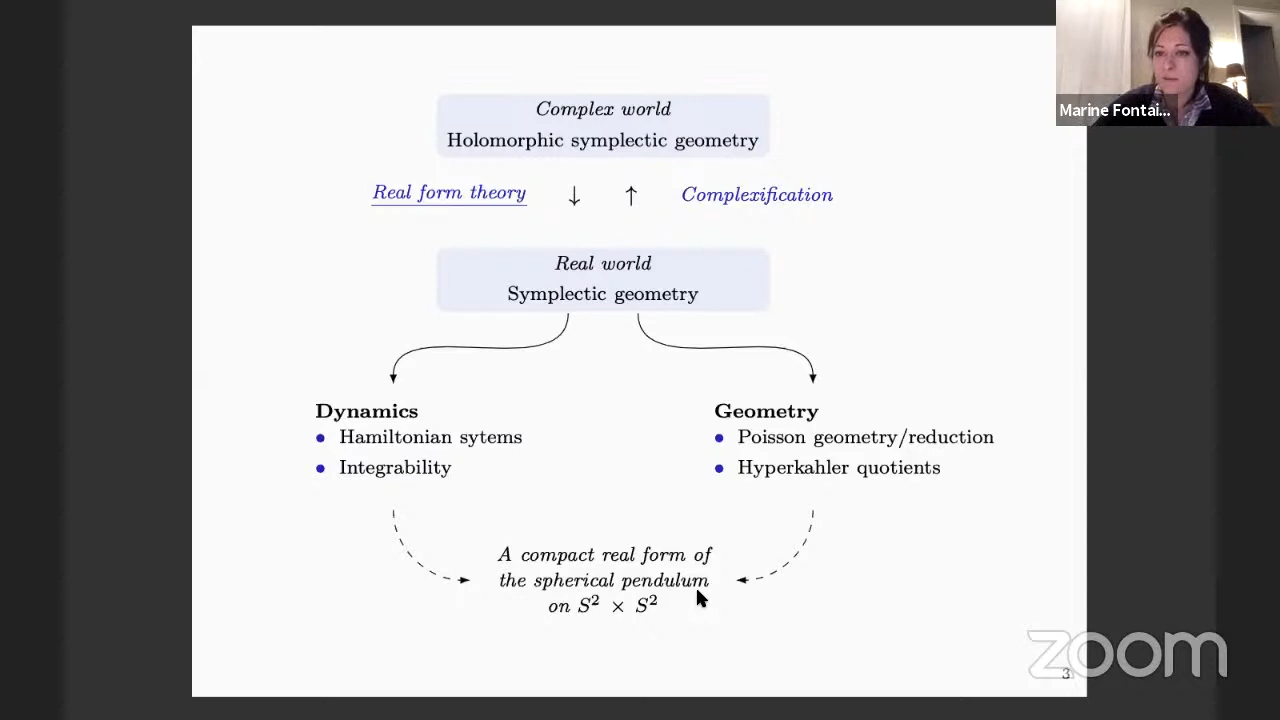 Complex world
Holomorphic symplectic geometry
Real form theory ↓ ↑ Complexification
Real world
Symplectic geometry
Dynamics
• Hamiltonian sytems
• Integrability
Geometry
• Poisson geometry/reduction
• Hyperkahler quotients
A compact real form of
the spherical pendulum
on S² × S²
3
Marine Fontai...
zoom